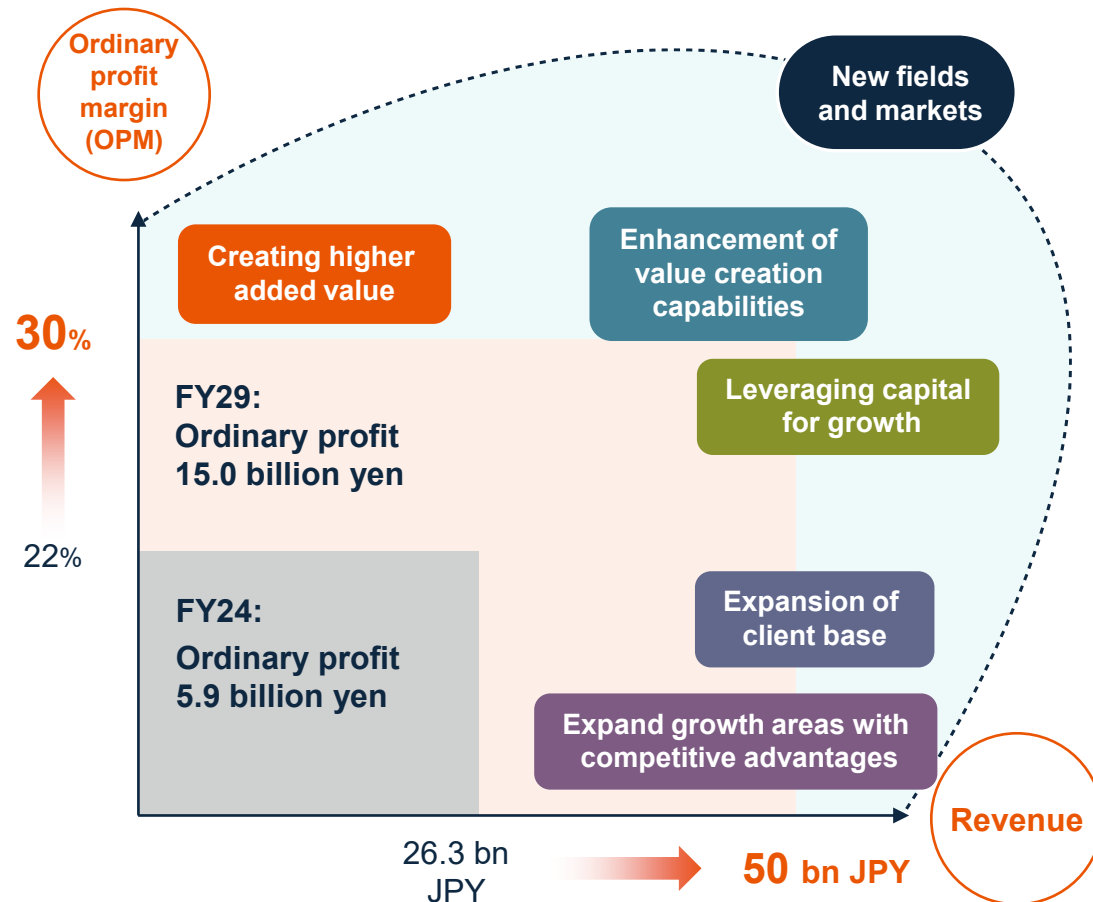 Ordinary
profit
margin
(OPM)
New fields
and markets
Creating higher
added value
Enhancement of
value creation
capabilities
30%
FY29:
Ordinary profit
15.0 billion yen
Leveraging capital
for growth
22%
FY24:
Ordinary profit
5.9 billion yen
Expansion of
client base
Expand growth areas with
competitive advantages
Revenue
26.3 bn
JPY
50 bn JPY